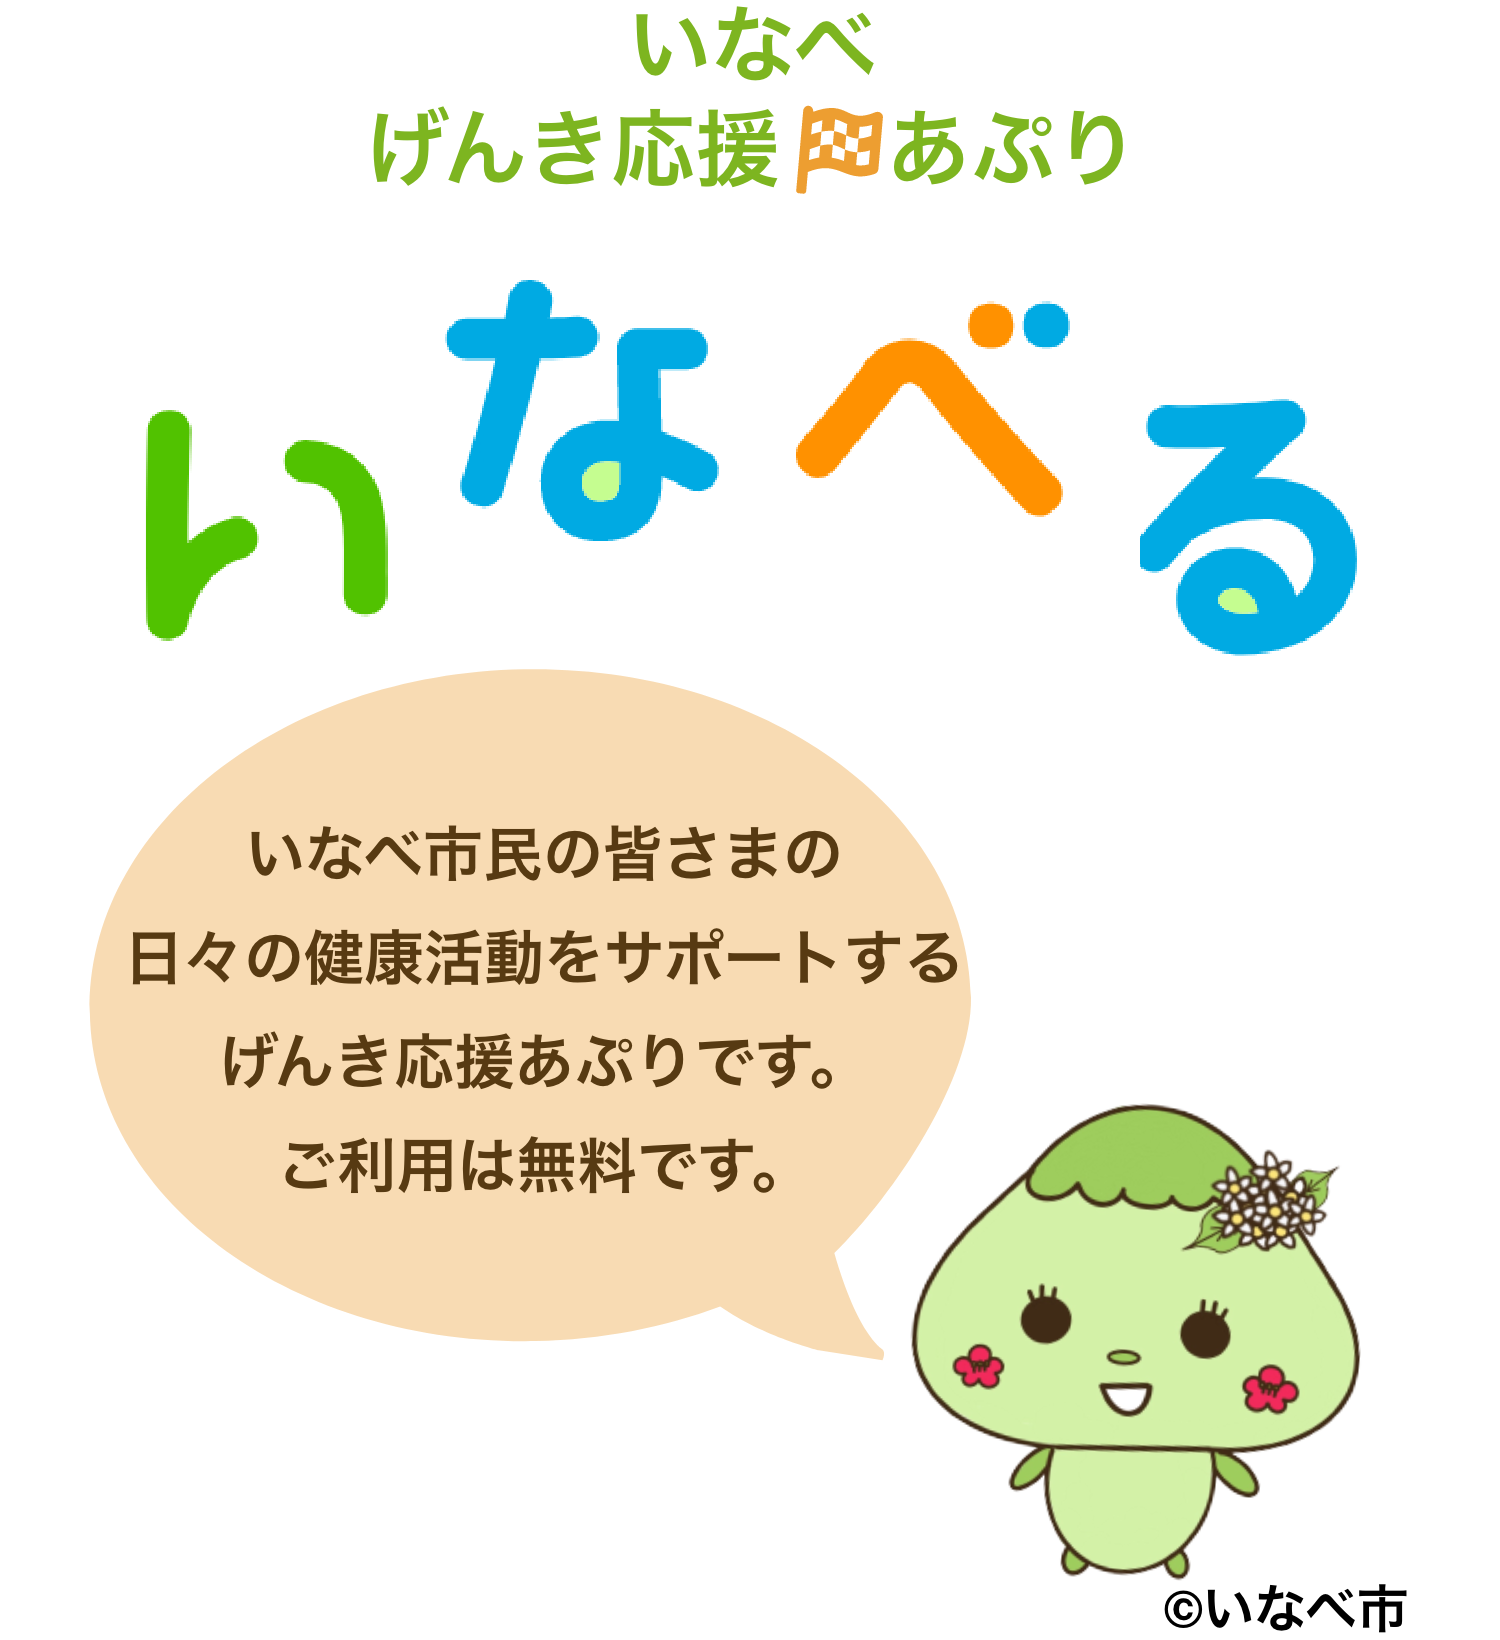 いなべ
げんき応援あぷり
いなべる
いなべ市民の皆さまの
日々の健康活動をサポートする
げんき応援あぷりです。
ご利用は無料です。
©いなべ市